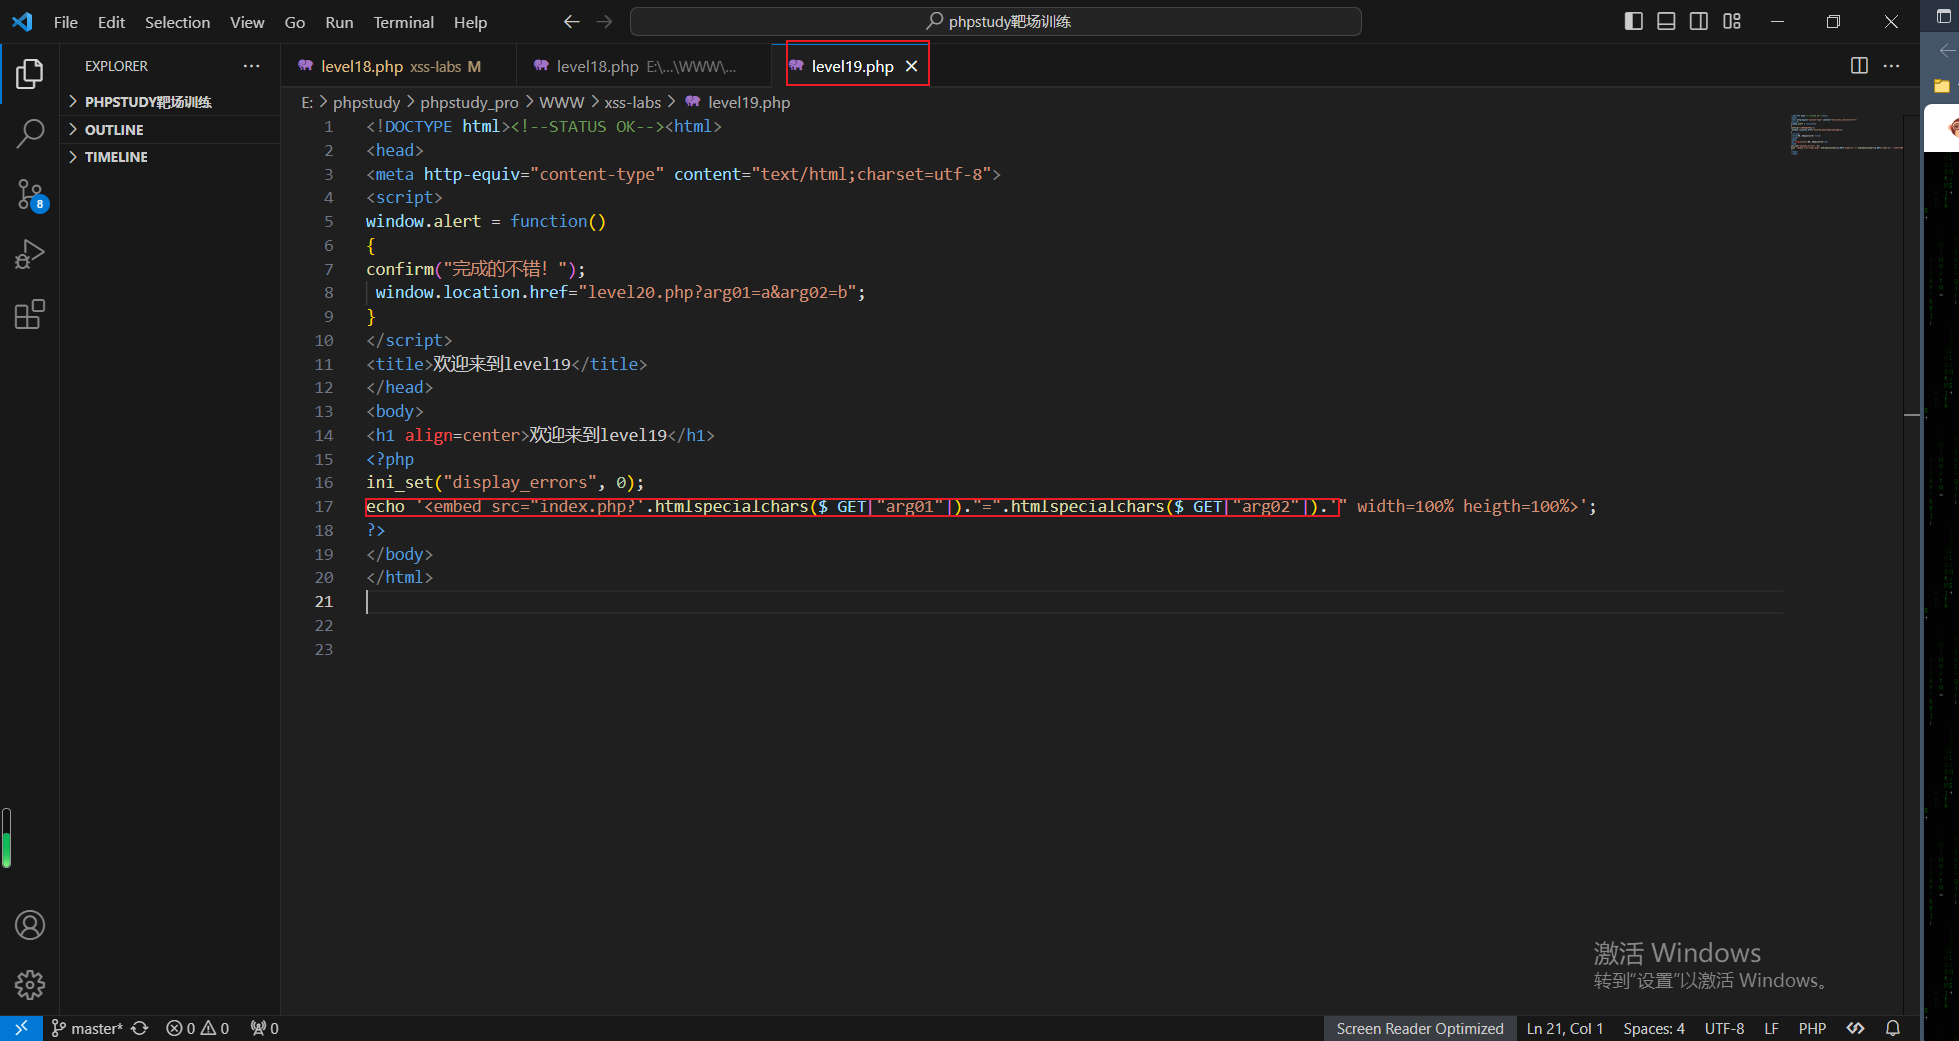 File Edit Selection View Go Run Terminal Help
phpstudy靶场训练
EXPLORER
PHPSTUDY靶场训练
OUTLINE
TIMELINE
8
level18.php xss-labs M
level18.php E:\...\WWW\...
level19.php
E: > phpstudy > phpstudy_pro > WWW > xss-labs > level19.php
1 <!DOCTYPE html><!--STATUS OK--><html>
2 <head>
3 <meta http-equiv="content-type" content="text/html;charset=utf-8">
4 <script>
5 window.alert = function()
6 {
7 confirm("完成的不错！");
8 window.location.href="level20.php?arg01=a&arg02=b";
9 }
10 </script>
11 <title>欢迎来到level19</title>
12 </head>
13 <body>
14 <h1 align=center>欢迎来到level19</h1>
15 <?php
16 ini_set("display_errors", 0);
17 echo '<embed src="index.php?'.htmlspecialchars($_GET["arg01"])."=".htmlspecialchars($_GET["arg02"]).'" width=100% heigth=100%>';
18 ?>
19 </body>
20 </html>
21
22
23
激活 Windows
转到"设置"以激活 Windows。
master* 0 0 0
Screen Reader Optimized Ln 21, Col 1 Spaces: 4 UTF-8 LF PHP